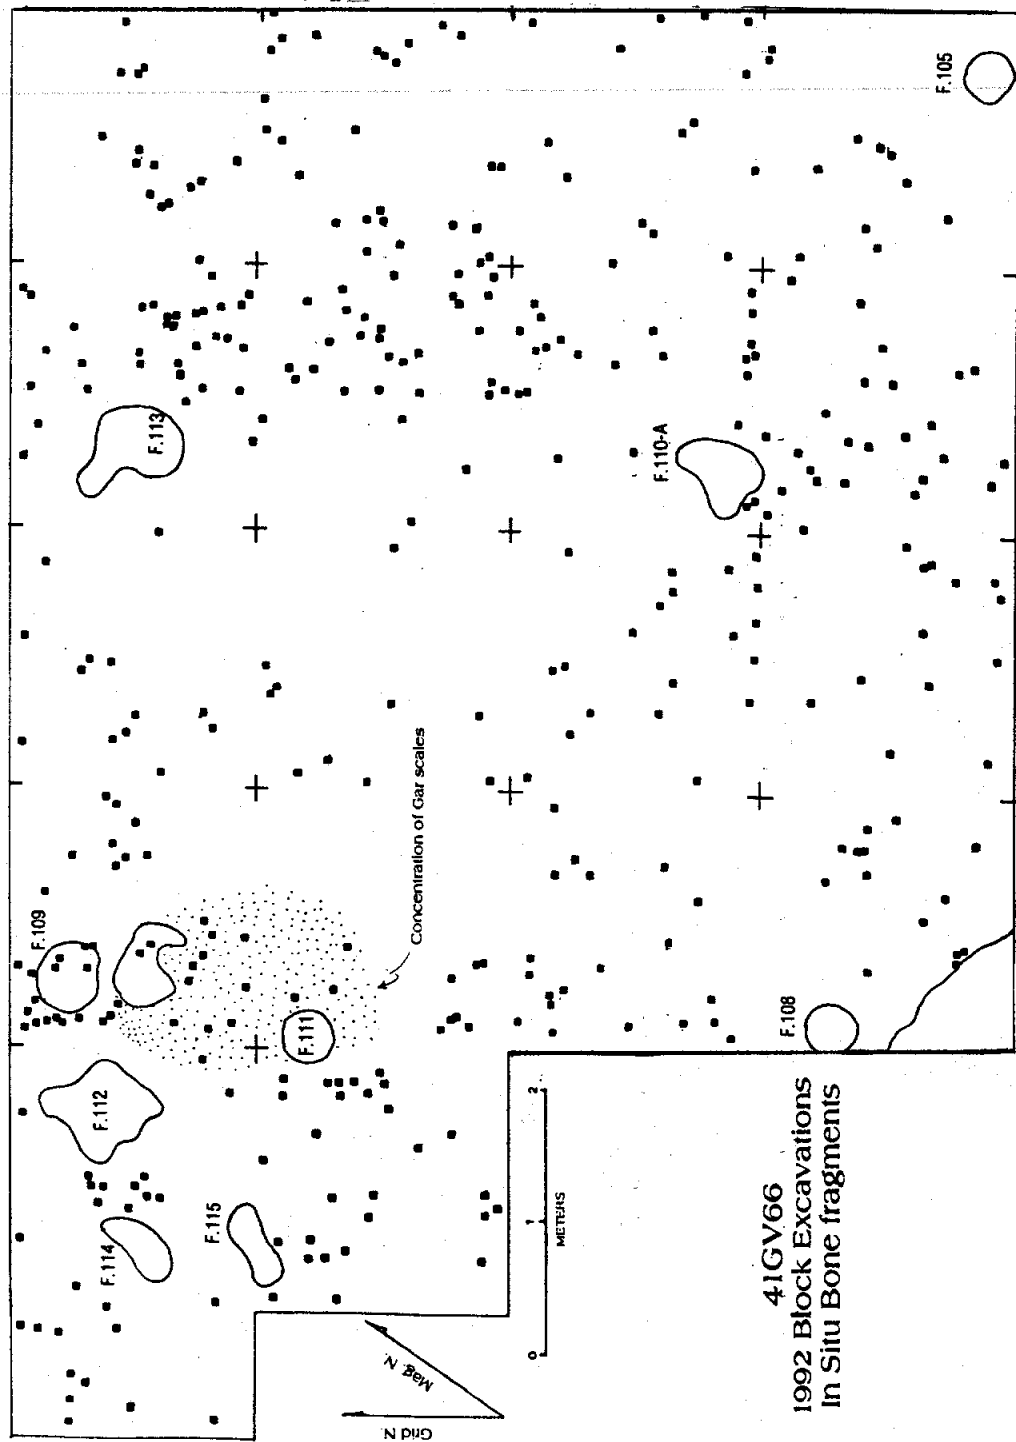 F.105
F.113
F.110-A
Concentration of Gar scales
F.109
F.111
F.108
F.112
F.114
F.115
0 1 2
METERS
Mag. N.
Grid N.
41GV66
1992 Block Excavations
In Situ Bone fragments